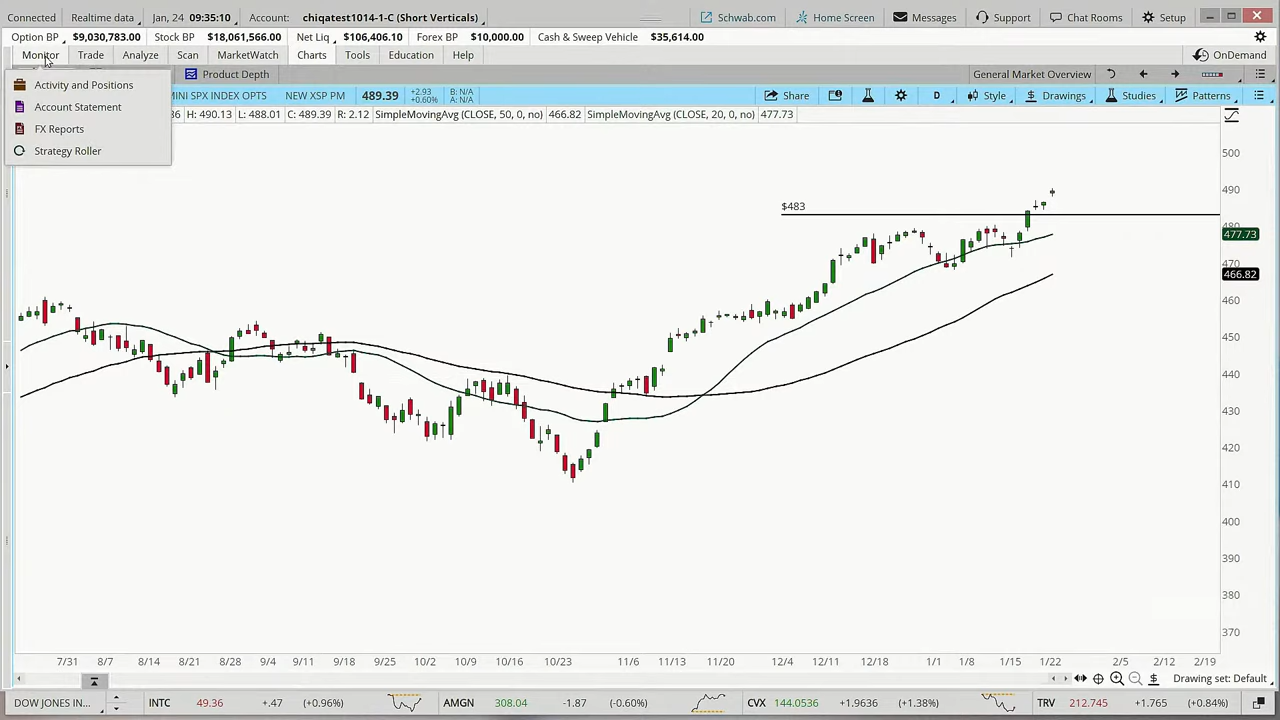 Connected Realtime data Jan, 24 09:35:10 Account: chiqatest1014-1-C (Short Verticals) Schwab.com Home Screen Messages Support Chat Rooms Setup
Option BP $9,030,783.00 Stock BP $18,061,566.00 Net Liq $106,406.10 Forex BP $10,000.00 Cash & Sweep Vehicle $35,614.00
Monitor Trade Analyze Scan MarketWatch Charts Tools Education Help OnDemand
Product Depth General Market Overview
Activity and Positions
Account Statement
FX Reports
Strategy Roller
MINI SPX INDEX OPTS NEW XSP PM 489.39 +2.93 +0.60% B: N/A A: N/A Share D Style Drawings Studies Patterns
H: 490.13 L: 488.01 C: 489.39 R: 2.12 SimpleMovingAvg (CLOSE, 50, 0, no) 466.82 SimpleMovingAvg (CLOSE, 20, 0, no) 477.73
500
490
$483
480
477.73
470
466.82
460
450
440
430
420
410
400
390
380
370
7/31 8/7 8/14 8/21 8/28 9/4 9/11 9/18 9/25 10/2 10/9 10/16 10/23 11/6 11/13 11/20 12/4 12/11 12/18 1/1 1/8 1/15 1/22 2/5 2/12 2/19
Drawing set: Default
DOW JONES IN... INTC 49.36 +.47 (+0.96%) AMGN 308.04 -1.87 (-0.60%) CVX 144.0536 +1.9636 (+1.38%) TRV 212.745 +1.765 (+0.84%)